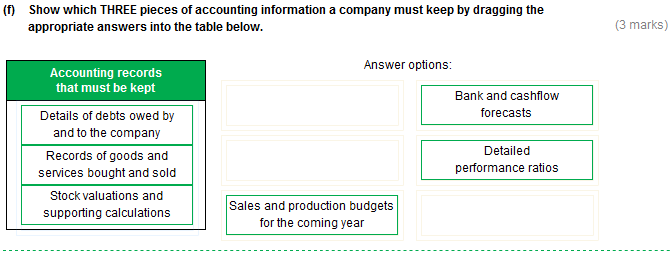 (f) Show which THREE pieces of accounting information a company must keep by dragging the
appropriate answers into the table below.
(3 marks)
Accounting records
that must be kept
Details of debts owed by
and to the company
Records of goods and
services bought and sold
Stock valuations and
supporting calculations
Answer options:
Bank and cashflow
forecasts
Detailed
performance ratios
Sales and production budgets
for the coming year